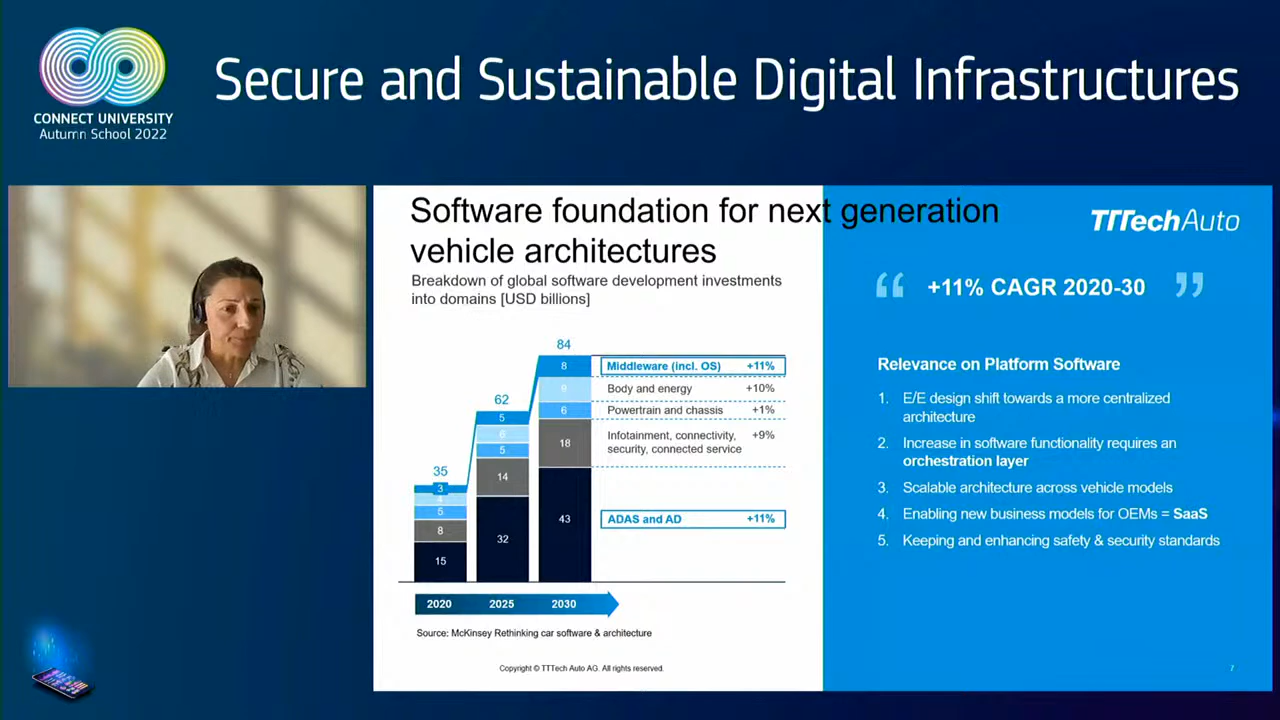 Secure and Sustainable Digital Infrastructures
CONNECT UNIVERSITY
Autumn School 2022
Software foundation for next generation
vehicle architectures
Breakdown of global software development investments
into domains [USD billions]
84
8
Middleware (incl. OS) +11%
9
Body and energy +10%
6
Powertrain and chassis +1%
18
Infotainment, connectivity, +9%
security, connected service
43
ADAS and AD +11%
62
5
6
5
14
32
35
3
4
5
8
15
2020 2025 2030
Source: McKinsey Rethinking car software & architecture
Copyright © TTTech Auto AG. All rights reserved.
TTTechAuto
“ +11% CAGR 2020-30 ”
Relevance on Platform Software
1. E/E design shift towards a more centralized
architecture
2. Increase in software functionality requires an
orchestration layer
3. Scalable architecture across vehicle models
4. Enabling new business models for OEMs = SaaS
5. Keeping and enhancing safety & security standards
7